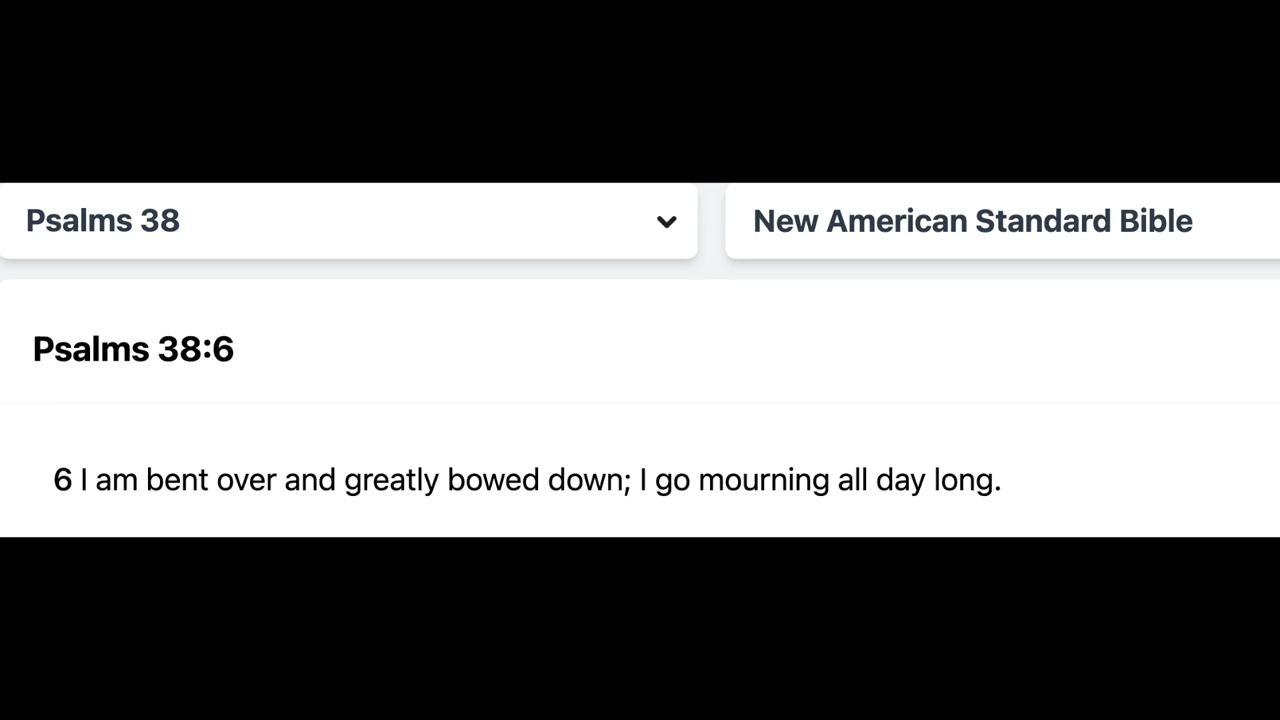 Psalms 38
New American Standard Bible
Psalms 38:6
6 I am bent over and greatly bowed down; I go mourning all day long.